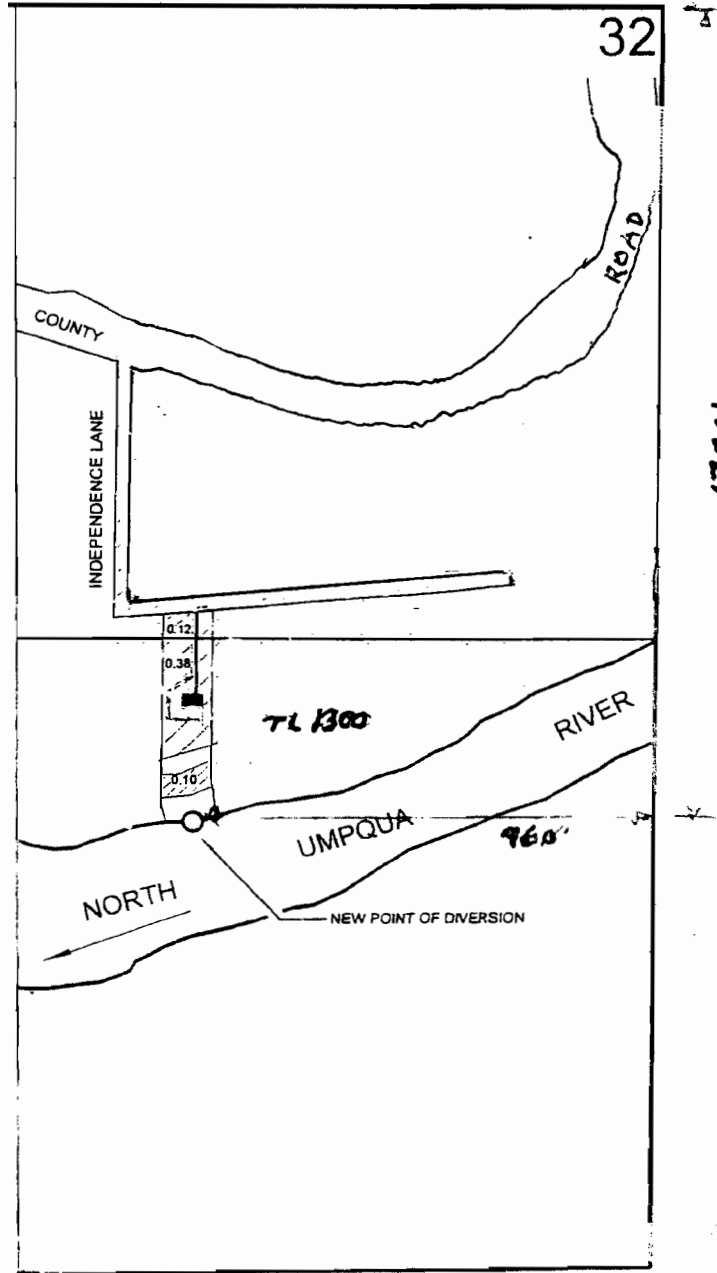 32
ROAD
COUNTY
INDEPENDENCE LANE
0.12
0.38
TL 1300
RIVER
0.10
UMPQUA
960'
NORTH
NEW POINT OF DIVERSION